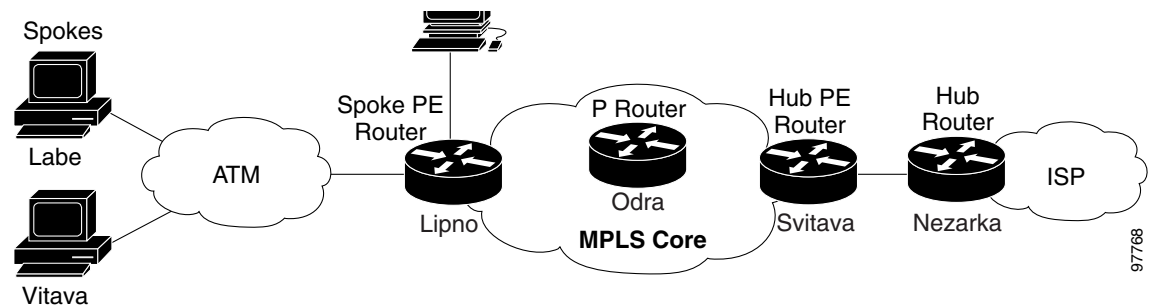 Spokes
Labe
Vitava
ATM
Spoke PE
Router
Lipno
P Router
Odra
MPLS Core
Hub PE
Router
Svitava
Hub
Router
Nezarka
ISP
97768